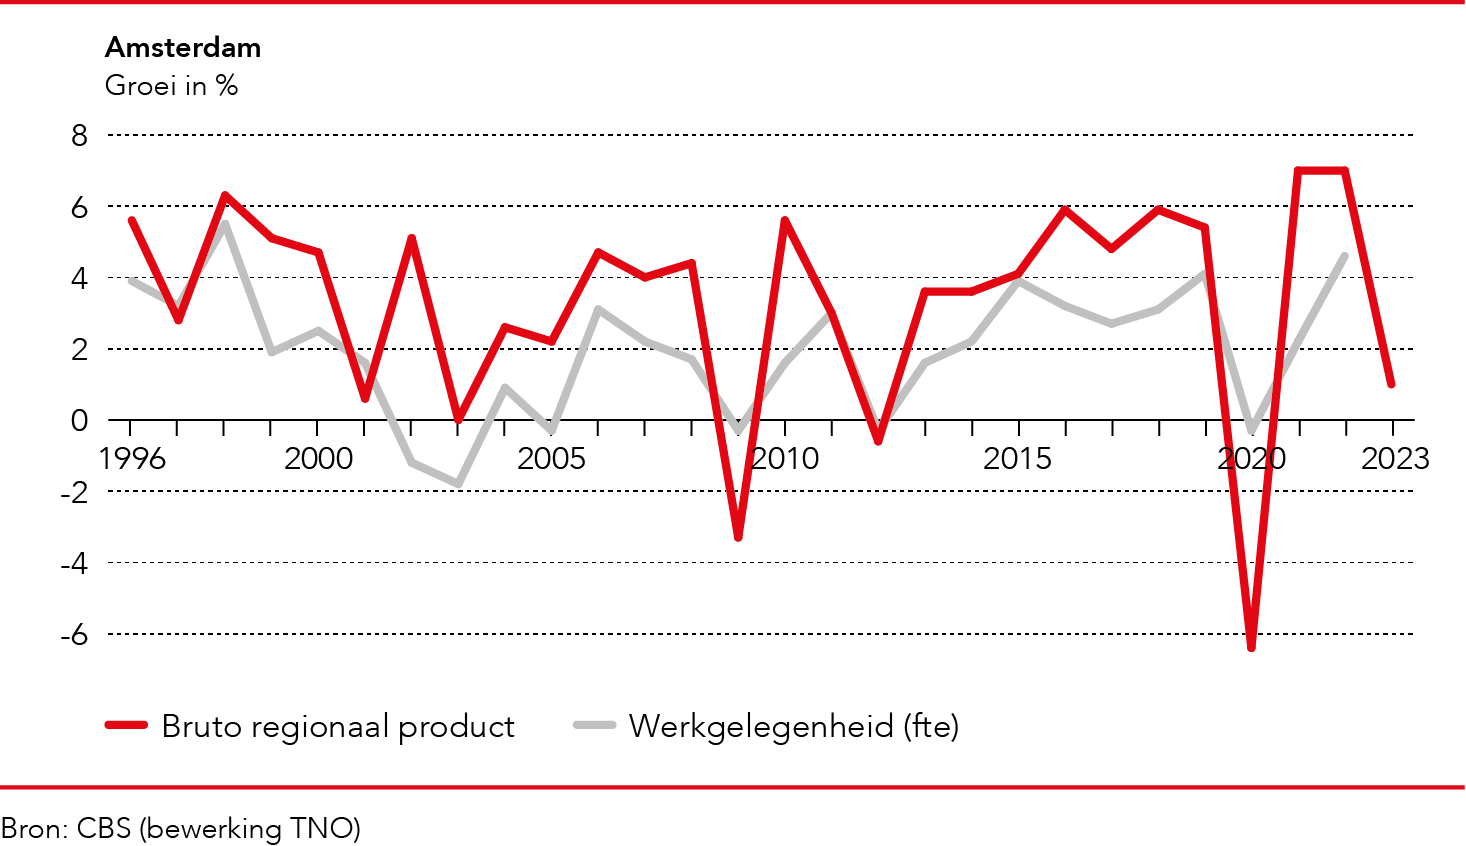 Amsterdam
Groei in %
8
6
4
2
0
1996 2000 2005 2010 2015 2020 2023
-2
-4
-6
Bruto regionaal product Werkgelegenheid (fte)
Bron: CBS (bewerking TNO)